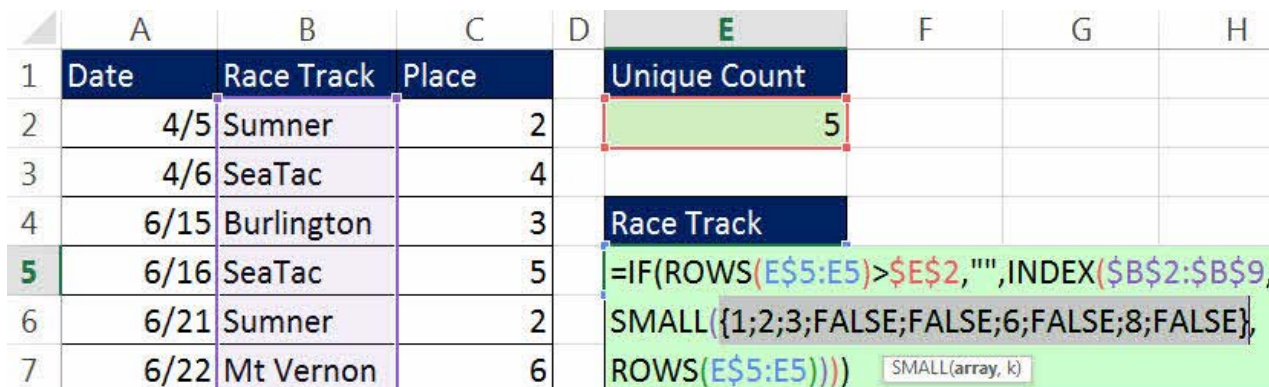 A B C D E F G H
1 Date Race Track Place Unique Count
2 4/5 Sumner 2 5
3 4/6 SeaTac 4
4 6/15 Burlington 3 Race Track
5 6/16 SeaTac 5 =IF(ROWS(E$5:E5)>$E$2,"",INDEX($B$2:$B$9,
6 6/21 Sumner 2 SMALL({1;2;3;FALSE;FALSE;6;FALSE;8;FALSE},
7 6/22 Mt Vernon 6 ROWS(E$5:E5))))
SMALL(array, k)